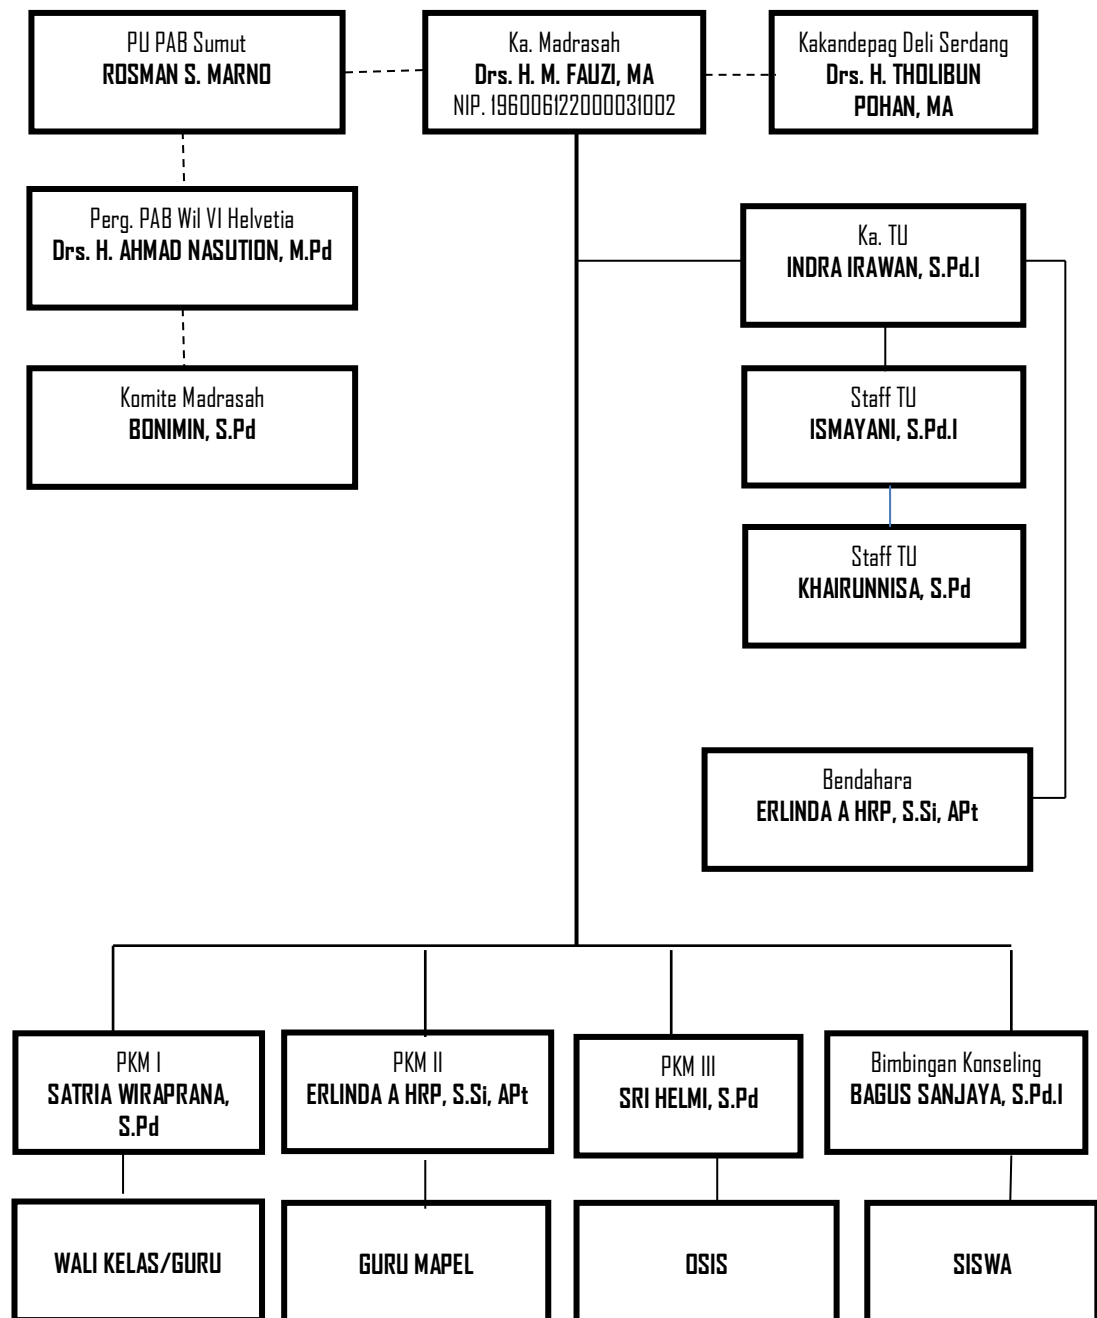 PU PAB Sumut
ROSMAN S. MARNO
Ka. Madrasah
Drs. H. M. FAUZI, MA
NIP. 196006122000031002
Kakandepag Deli Serdang
Drs. H. THOLIBUN
POHAN, MA
Perg. PAB Wil VI Helvetia
Drs. H. AHMAD NASUTION, M.Pd
Ka. TU
INDRA IRAWAN, S.Pd.I
Komite Madrasah
BONIMIN, S.Pd
Staff TU
ISMAYANI, S.Pd.I
Staff TU
KHAIRUNNISA, S.Pd
Bendahara
ERLINDA A HRP, S.Si, APt
PKM I
SATRIA WIRAPRANA,
S.Pd
PKM II
ERLINDA A HRP, S.Si, APt
PKM III
SRI HELMI, S.Pd
Bimbingan Konseling
BAGUS SANJAYA, S.Pd.I
WALI KELAS/GURU
GURU MAPEL
OSIS
SISWA